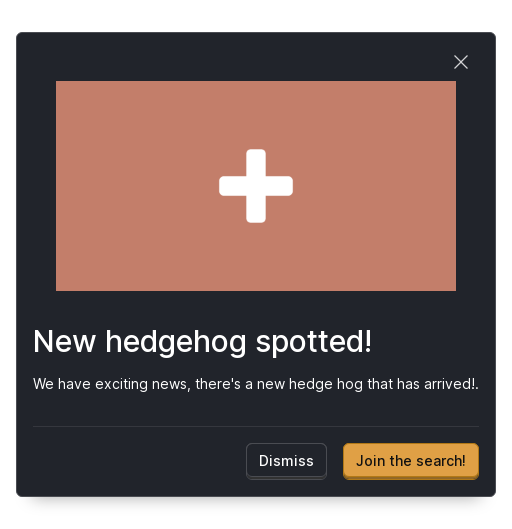 New hedgehog spotted!
We have exciting news, there's a new hedge hog that has arrived!.
Dismiss
Join the search!